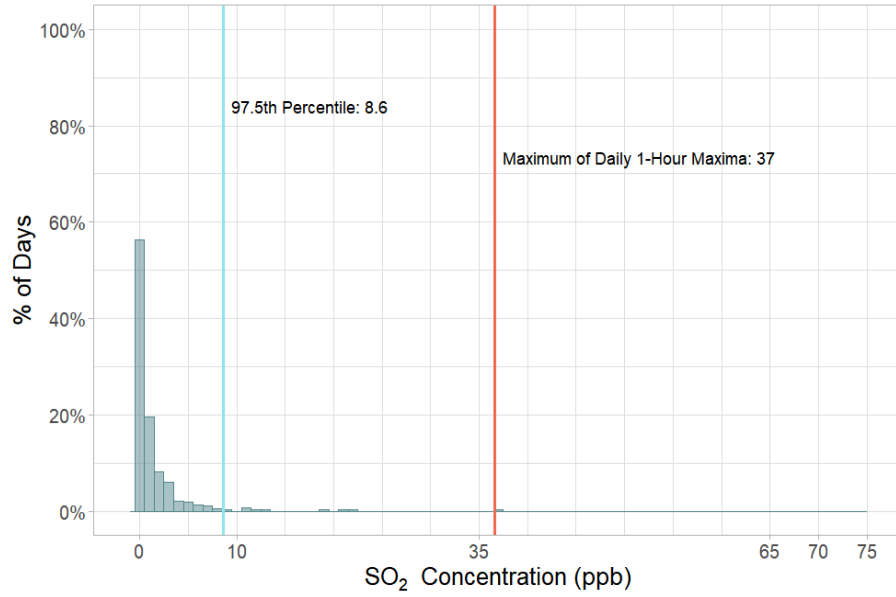 100%
97.5th Percentile: 8.6
80%
Maximum of Daily 1-Hour Maxima: 37
60%
% of Days
40%
20%
0%
0 10 35 65 70 75
SO₂ Concentration (ppb)